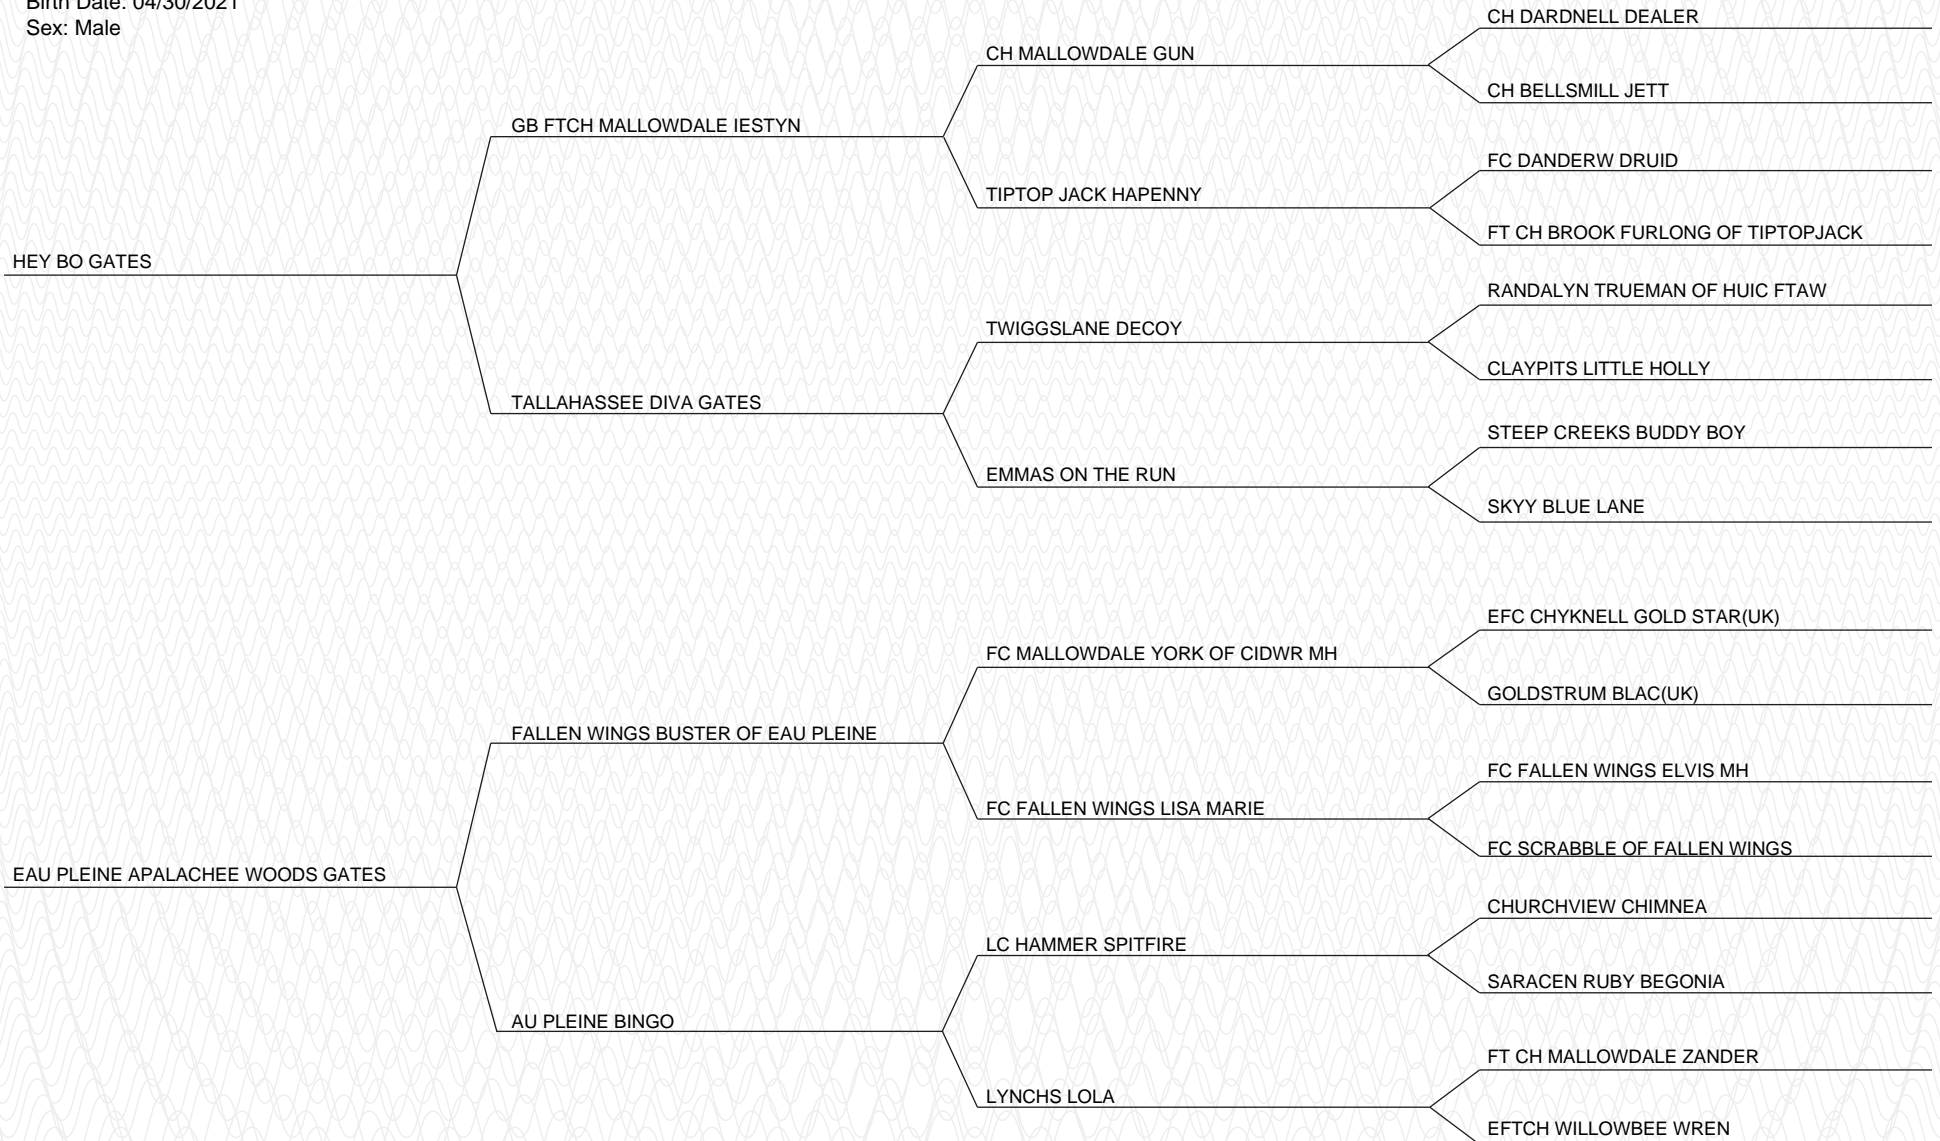 Birth Date: 04/30/2021
Sex: Male
CH DARDNELL DEALER
CH MALLOWDALE GUN
CH BELLSMILL JETT
GB FTCH MALLOWDALE IESTYN
FC DANDERW DRUID
TIPTOP JACK HAPENNY
FT CH BROOK FURLONG OF TIPTOPJACK
HEY BO GATES
RANDALYN TRUEMAN OF HUIC FTAW
TWIGGSLANE DECOY
CLAYPITS LITTLE HOLLY
TALLAHASSEE DIVA GATES
STEEP CREEKS BUDDY BOY
EMMAS ON THE RUN
SKYY BLUE LANE
EFC CHYKNELL GOLD STAR(UK)
FC MALLOWDALE YORK OF CIDWR MH
GOLDSTRUM BLAC(UK)
FALLEN WINGS BUSTER OF EAU PLEINE
FC FALLEN WINGS ELVIS MH
FC FALLEN WINGS LISA MARIE
FC SCRABBLE OF FALLEN WINGS
EAU PLEINE APALACHEE WOODS GATES
CHURCHVIEW CHIMNEA
LC HAMMER SPITFIRE
SARACEN RUBY BEGONIA
AU PLEINE BINGO
FT CH MALLOWDALE ZANDER
LYNCHS LOLA
EFTCH WILLOWBEE WREN